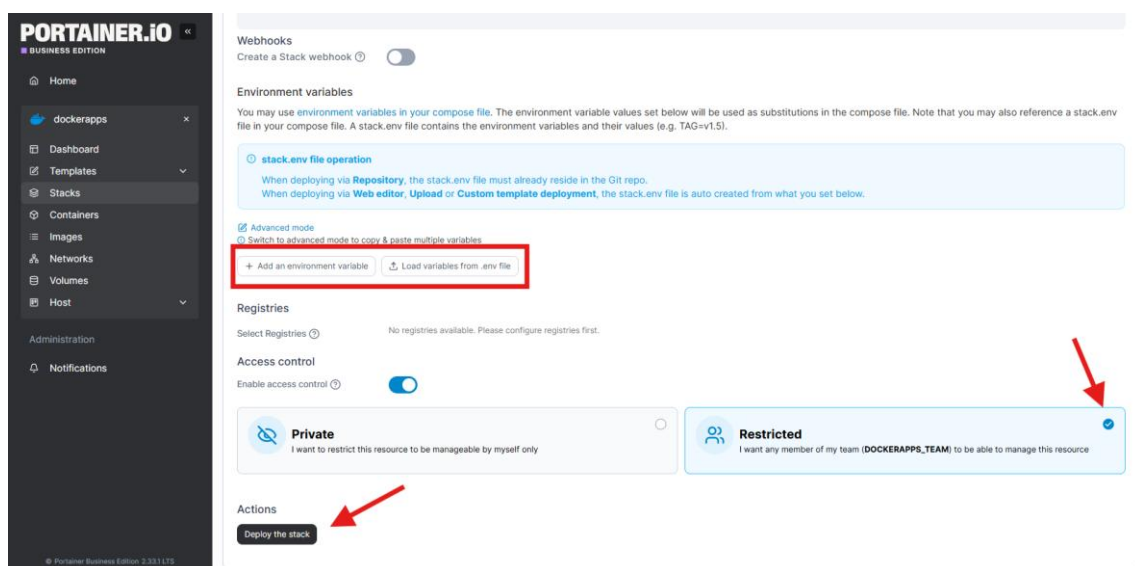 PORTAINER.iO «
BUSINESS EDITION
Home
dockerapps ×
Dashboard
Templates
Stacks
Containers
Images
Networks
Volumes
Host
Administration
Notifications
© Portainer Business Edition 2.33.1 LTS
Webhooks
Create a Stack webhook
Environment variables
You may use environment variables in your compose file. The environment variable values set below will be used as substitutions in the compose file. Note that you may also reference a stack.env
file in your compose file. A stack.env file contains the environment variables and their values (e.g. TAG=v1.5).
stack.env file operation
When deploying via Repository, the stack.env file must already reside in the Git repo.
When deploying via Web editor, Upload or Custom template deployment, the stack.env file is auto created from what you set below.
Advanced mode
Switch to advanced mode to copy & paste multiple variables
+ Add an environment variable Load variables from .env file
Registries
Select Registries No registries available. Please configure registries first.
Access control
Enable access control
Private
I want to restrict this resource to be manageable by myself only
Restricted
I want any member of my team (DOCKERAPPS_TEAM) to be able to manage this resource
Actions
Deploy the stack